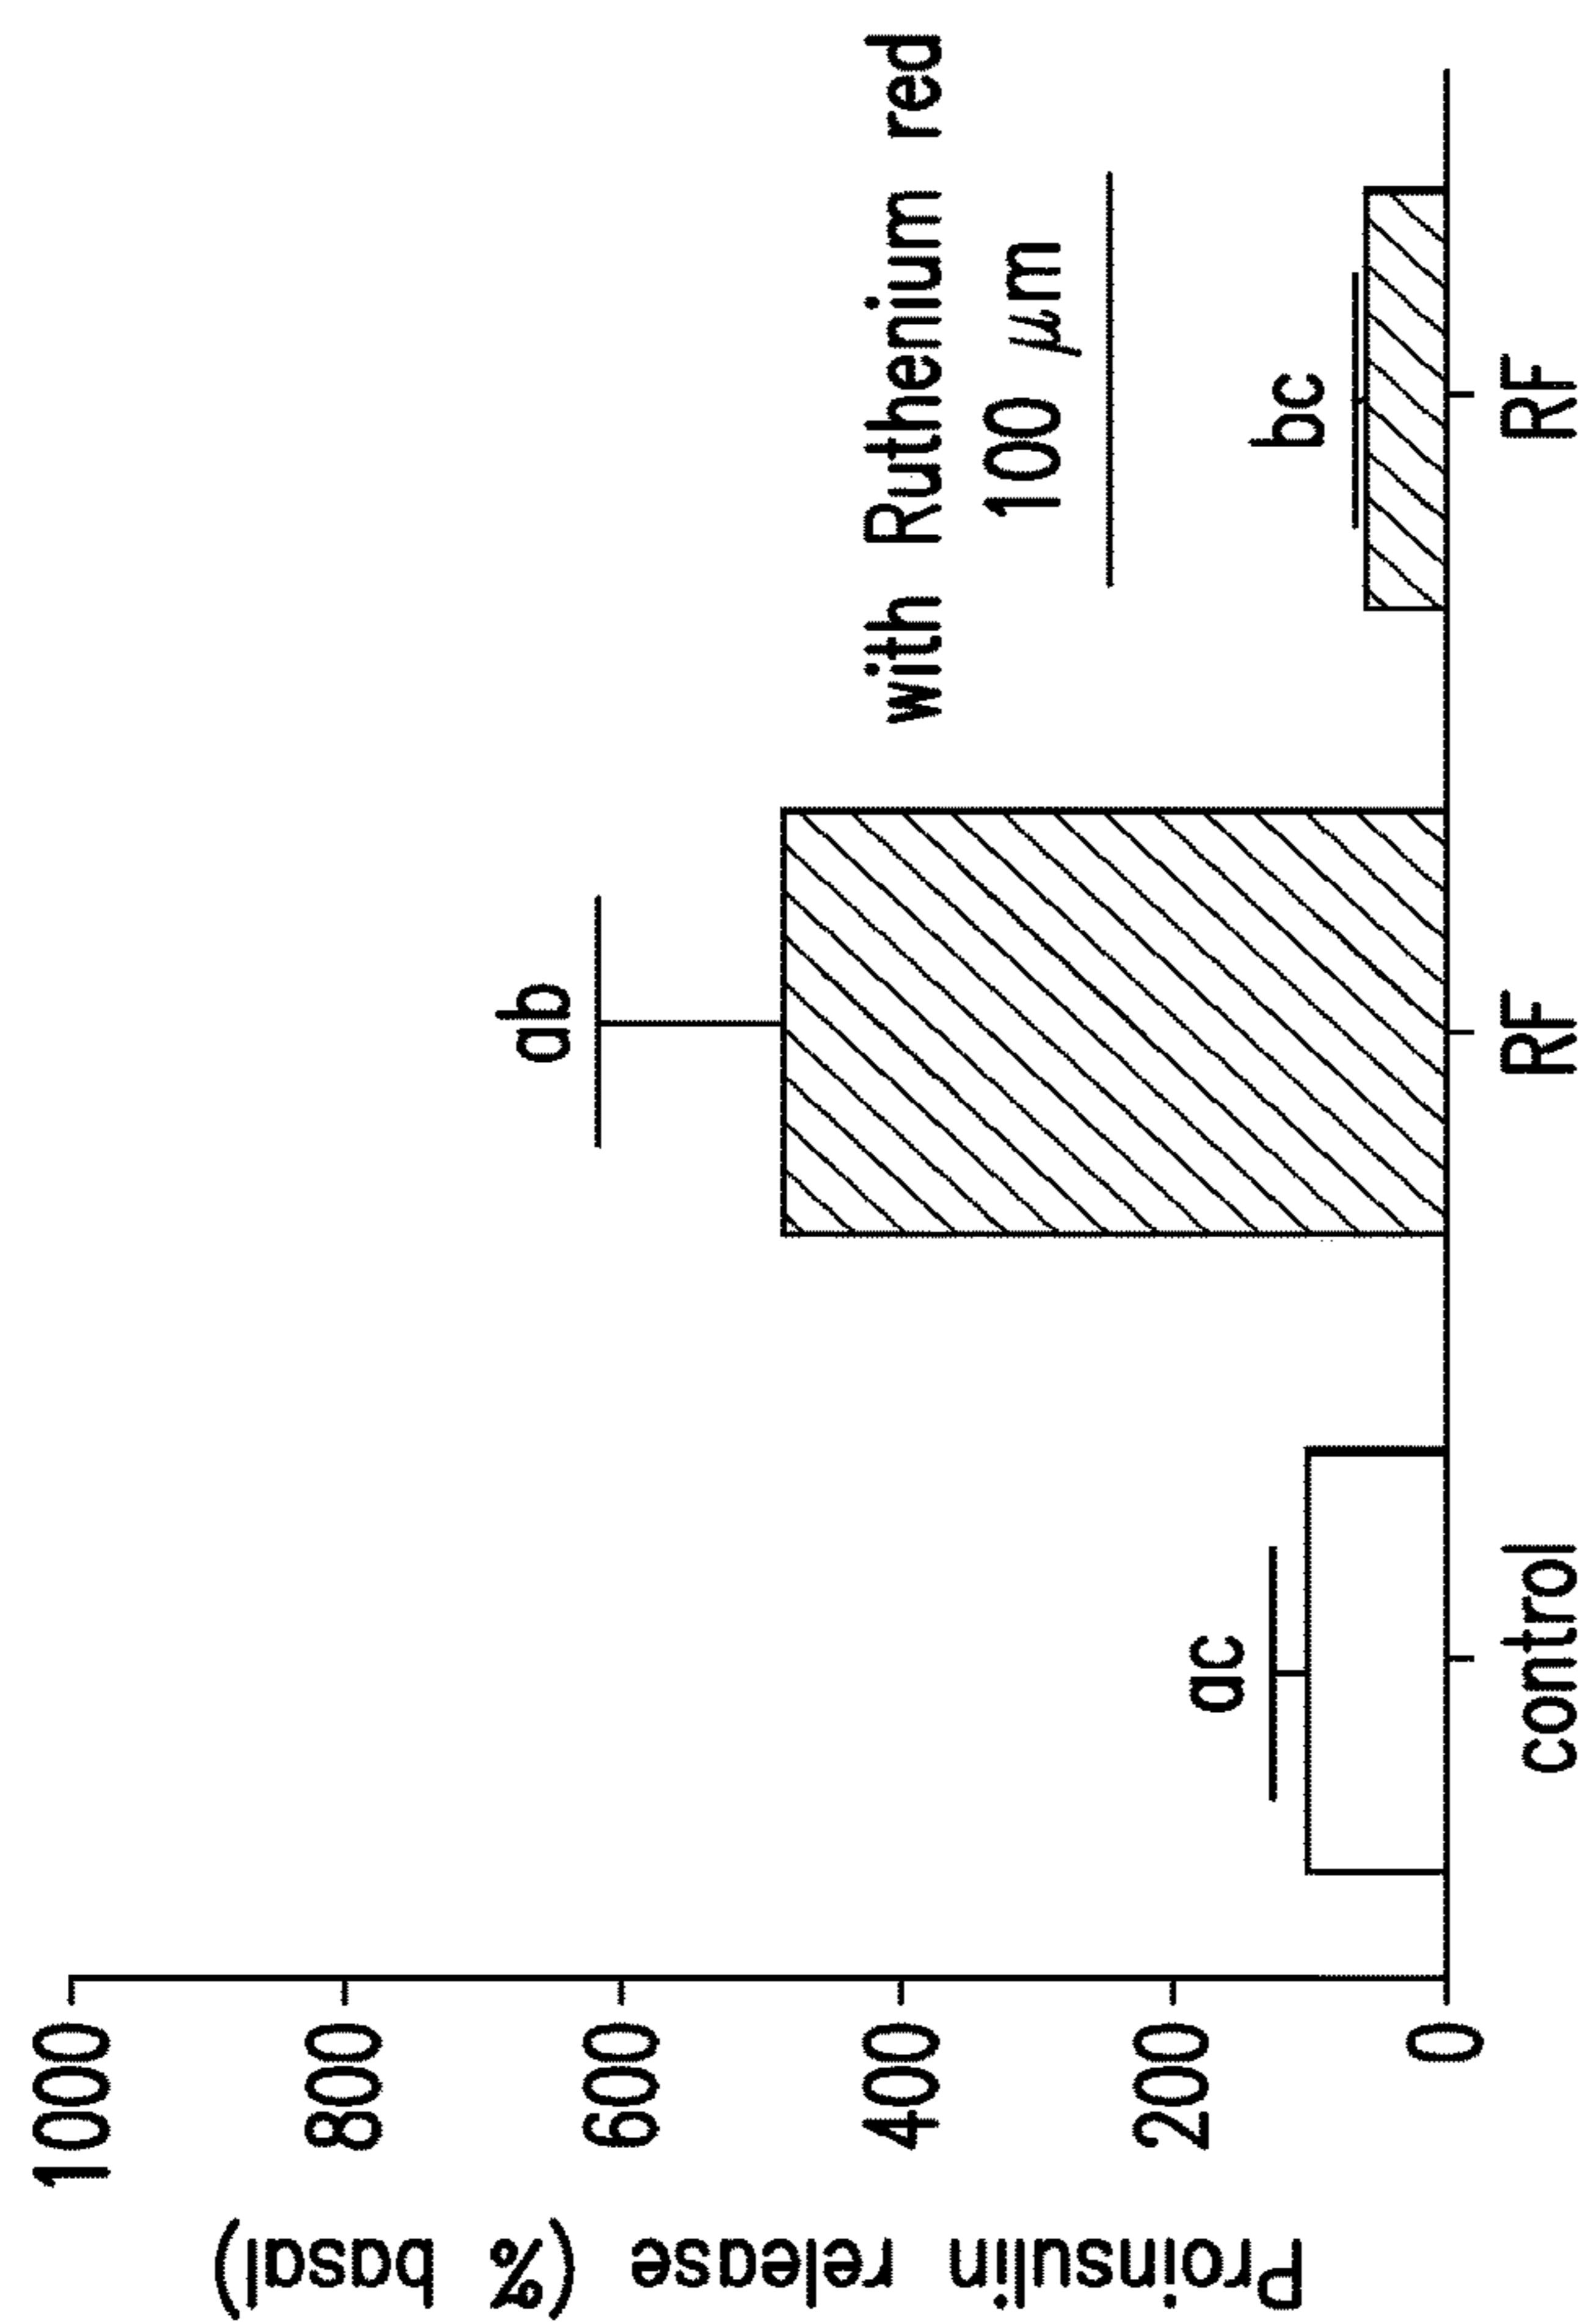 Proinsulin release (% basal)
1000
800
600
400
200
0
ac
ab
with Ruthenium red
100 μm
bc
control
RF
RF